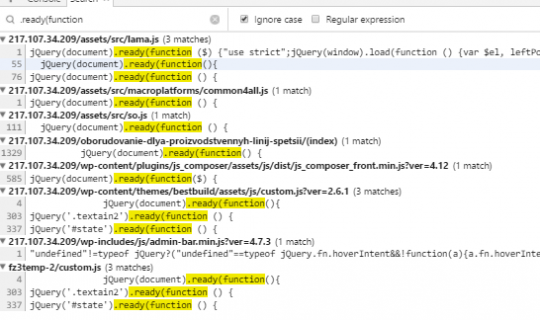 Search
.ready(function
Ignore case
Regular expression
217.107.34.209/assets/src/lama.js (3 matches)
1 jQuery(document).ready(function ($) {"use strict";jQuery(window).load(function () {var $el, leftPo
55 jQuery(document).ready(function(){
76 jQuery(document).ready(function () {
217.107.34.209/assets/src/macroplatforms/common4all.js (1 match)
1 jQuery(document).ready(function () {
217.107.34.209/assets/src/so.js (1 match)
111 jQuery(document).ready(function () {
217.107.34.209/oborudovanie-dlya-proizvodstvennyh-linij-spetsii/(index) (1 match)
1329 jQuery(document).ready(function() {
217.107.34.209/wp-content/plugins/js_composer/assets/js/dist/js_composer_front.min.js?ver=4.12 (1 match)
585 jQuery(document).ready(function($) {
217.107.34.209/wp-content/themes/bestbuild/assets/js/custom.js?ver=2.6.1 (3 matches)
4 jQuery(document).ready(function(){
303 jQuery('.textain2').ready(function () {
337 jQuery('#state').ready(function () {
217.107.34.209/wp-includes/js/admin-bar.min.js?ver=4.7.3 (1 match)
1 "undefined"!=typeof jQuery?("undefined"==typeof jQuery.fn.hoverIntent&&!function(a){a.fn.hoverInte
fz3temp-2/custom.js (3 matches)
4 jQuery(document).ready(function(){
303 jQuery('.textain2').ready(function () {
337 jQuery('#state').ready(function () {